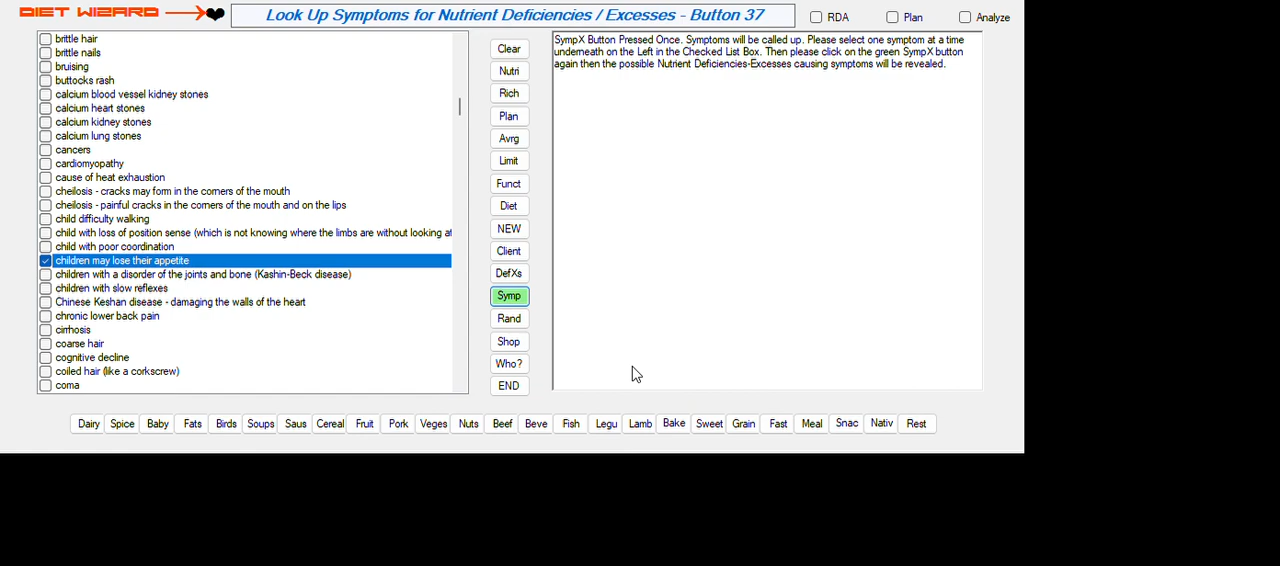 DIET WIZARD
Look Up Symptoms for Nutrient Deficiencies / Excesses - Button 37
RDA
Plan
Analyze
brittle hair
brittle nails
bruising
buttocks rash
calcium blood vessel kidney stones
calcium heart stones
calcium kidney stones
calcium lung stones
cancers
cardiomyopathy
cause of heat exhaustion
cheilosis - cracks may form in the corners of the mouth
cheilosis - painful cracks in the corners of the mouth and on the lips
child difficulty walking
child with loss of position sense (which is not knowing where the limbs are without looking at
child with poor coordination
children may lose their appetite
children with a disorder of the joints and bone (Kashin-Beck disease)
children with slow reflexes
Chinese Keshan disease - damaging the walls of the heart
chronic lower back pain
cirrhosis
coarse hair
cognitive decline
coiled hair (like a corkscrew)
coma
Clear
Nutri
Rich
Plan
Avrg
Limit
Funct
Diet
NEW
Client
DefXs
Symp
Rand
Shop
Who?
END
SympX Button Pressed Once. Symptoms will be called up. Please select one symptom at a time
underneath on the Left in the Checked List Box. Then please click on the green SympX button
again then the possible Nutrient Deficiencies-Excesses causing symptoms will be revealed.
Dairy Spice Baby Fats Birds Soups Saus Cereal Fruit Pork Veges Nuts Beef Beve Fish Legu Lamb Bake Sweet Grain Fast Meal Snac Nativ Rest